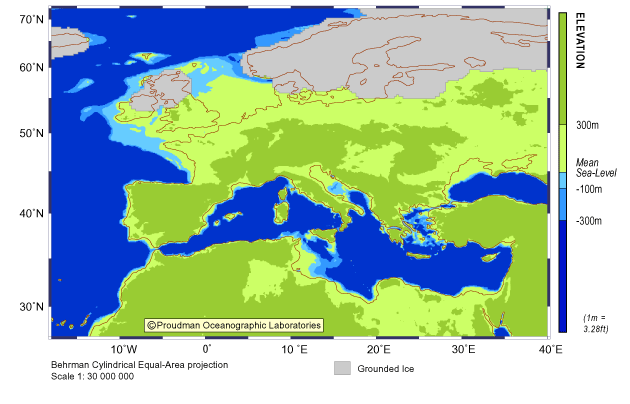 70°N
60°N
50°N
40°N
30°N
10°W
0°
10°E
20°E
30°E
40°E
©Proudman Oceanographic Laboratories
ELEVATION
300m
Mean
Sea-Level
-100m
-300m
(1m =
3.28ft)
Behrman Cylindrical Equal-Area projection
Scale 1: 30 000 000
Grounded Ice